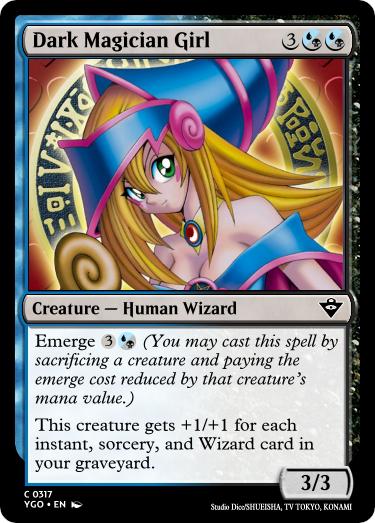 Dark Magician Girl 3
Creature — Human Wizard
Emerge 3 (You may cast this spell by
sacrificing a creature and paying the
emerge cost reduced by that creature's
mana value.)
This creature gets +1/+1 for each
instant, sorcery, and Wizard card in
your graveyard.
3/3
C 0317
YGO • EN
Studio Dice/SHUEISHA, TV TOKYO, KONAMI